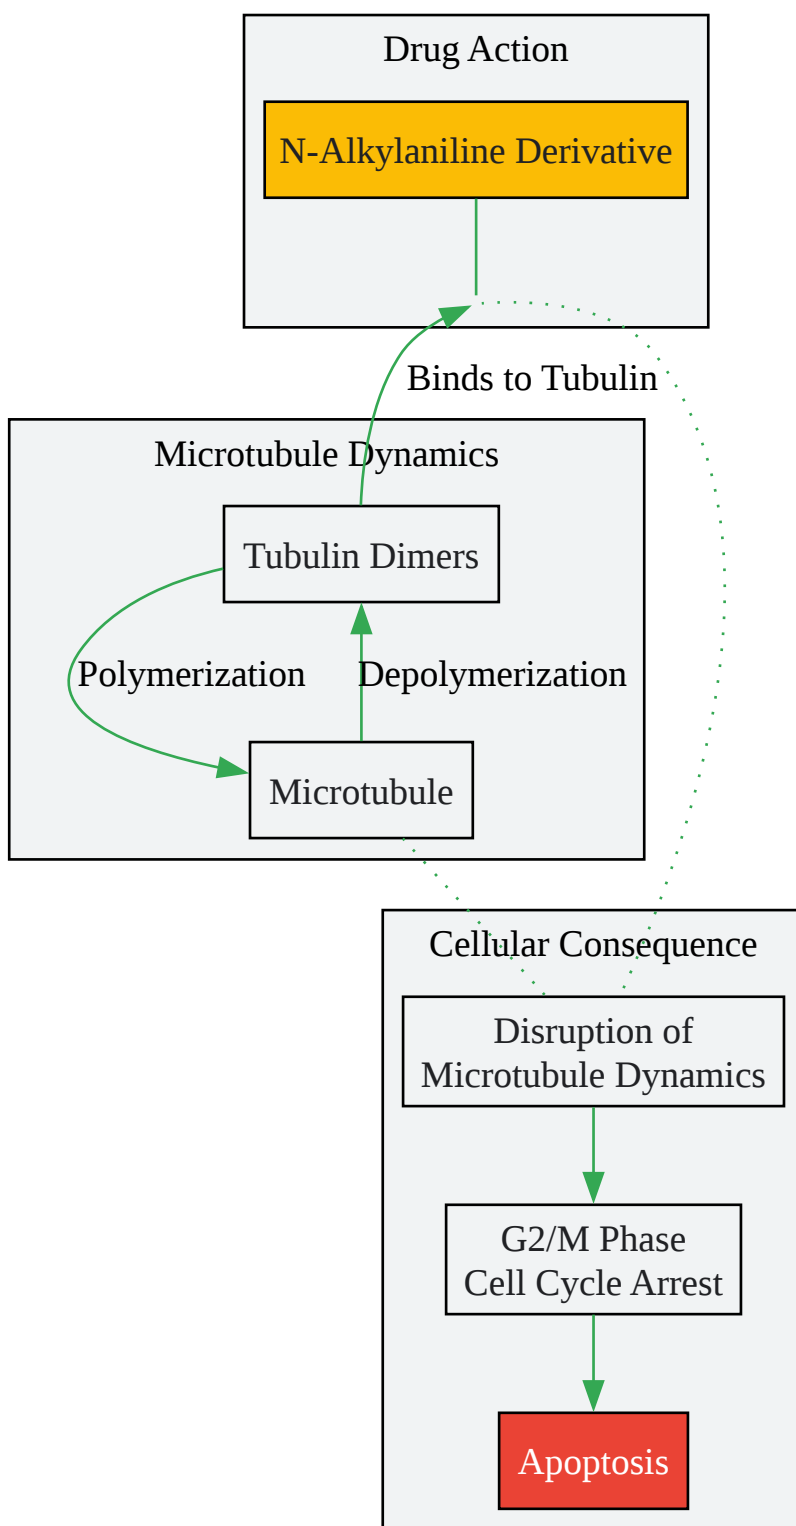 Drug Action
N-Alkylaniline Derivative
Binds to Tubulin
Microtubule Dynamics
Tubulin Dimers
Polymerization
Depolymerization
Microtubule
Cellular Consequence
Disruption of
Microtubule Dynamics
G2/M Phase
Cell Cycle Arrest
Apoptosis